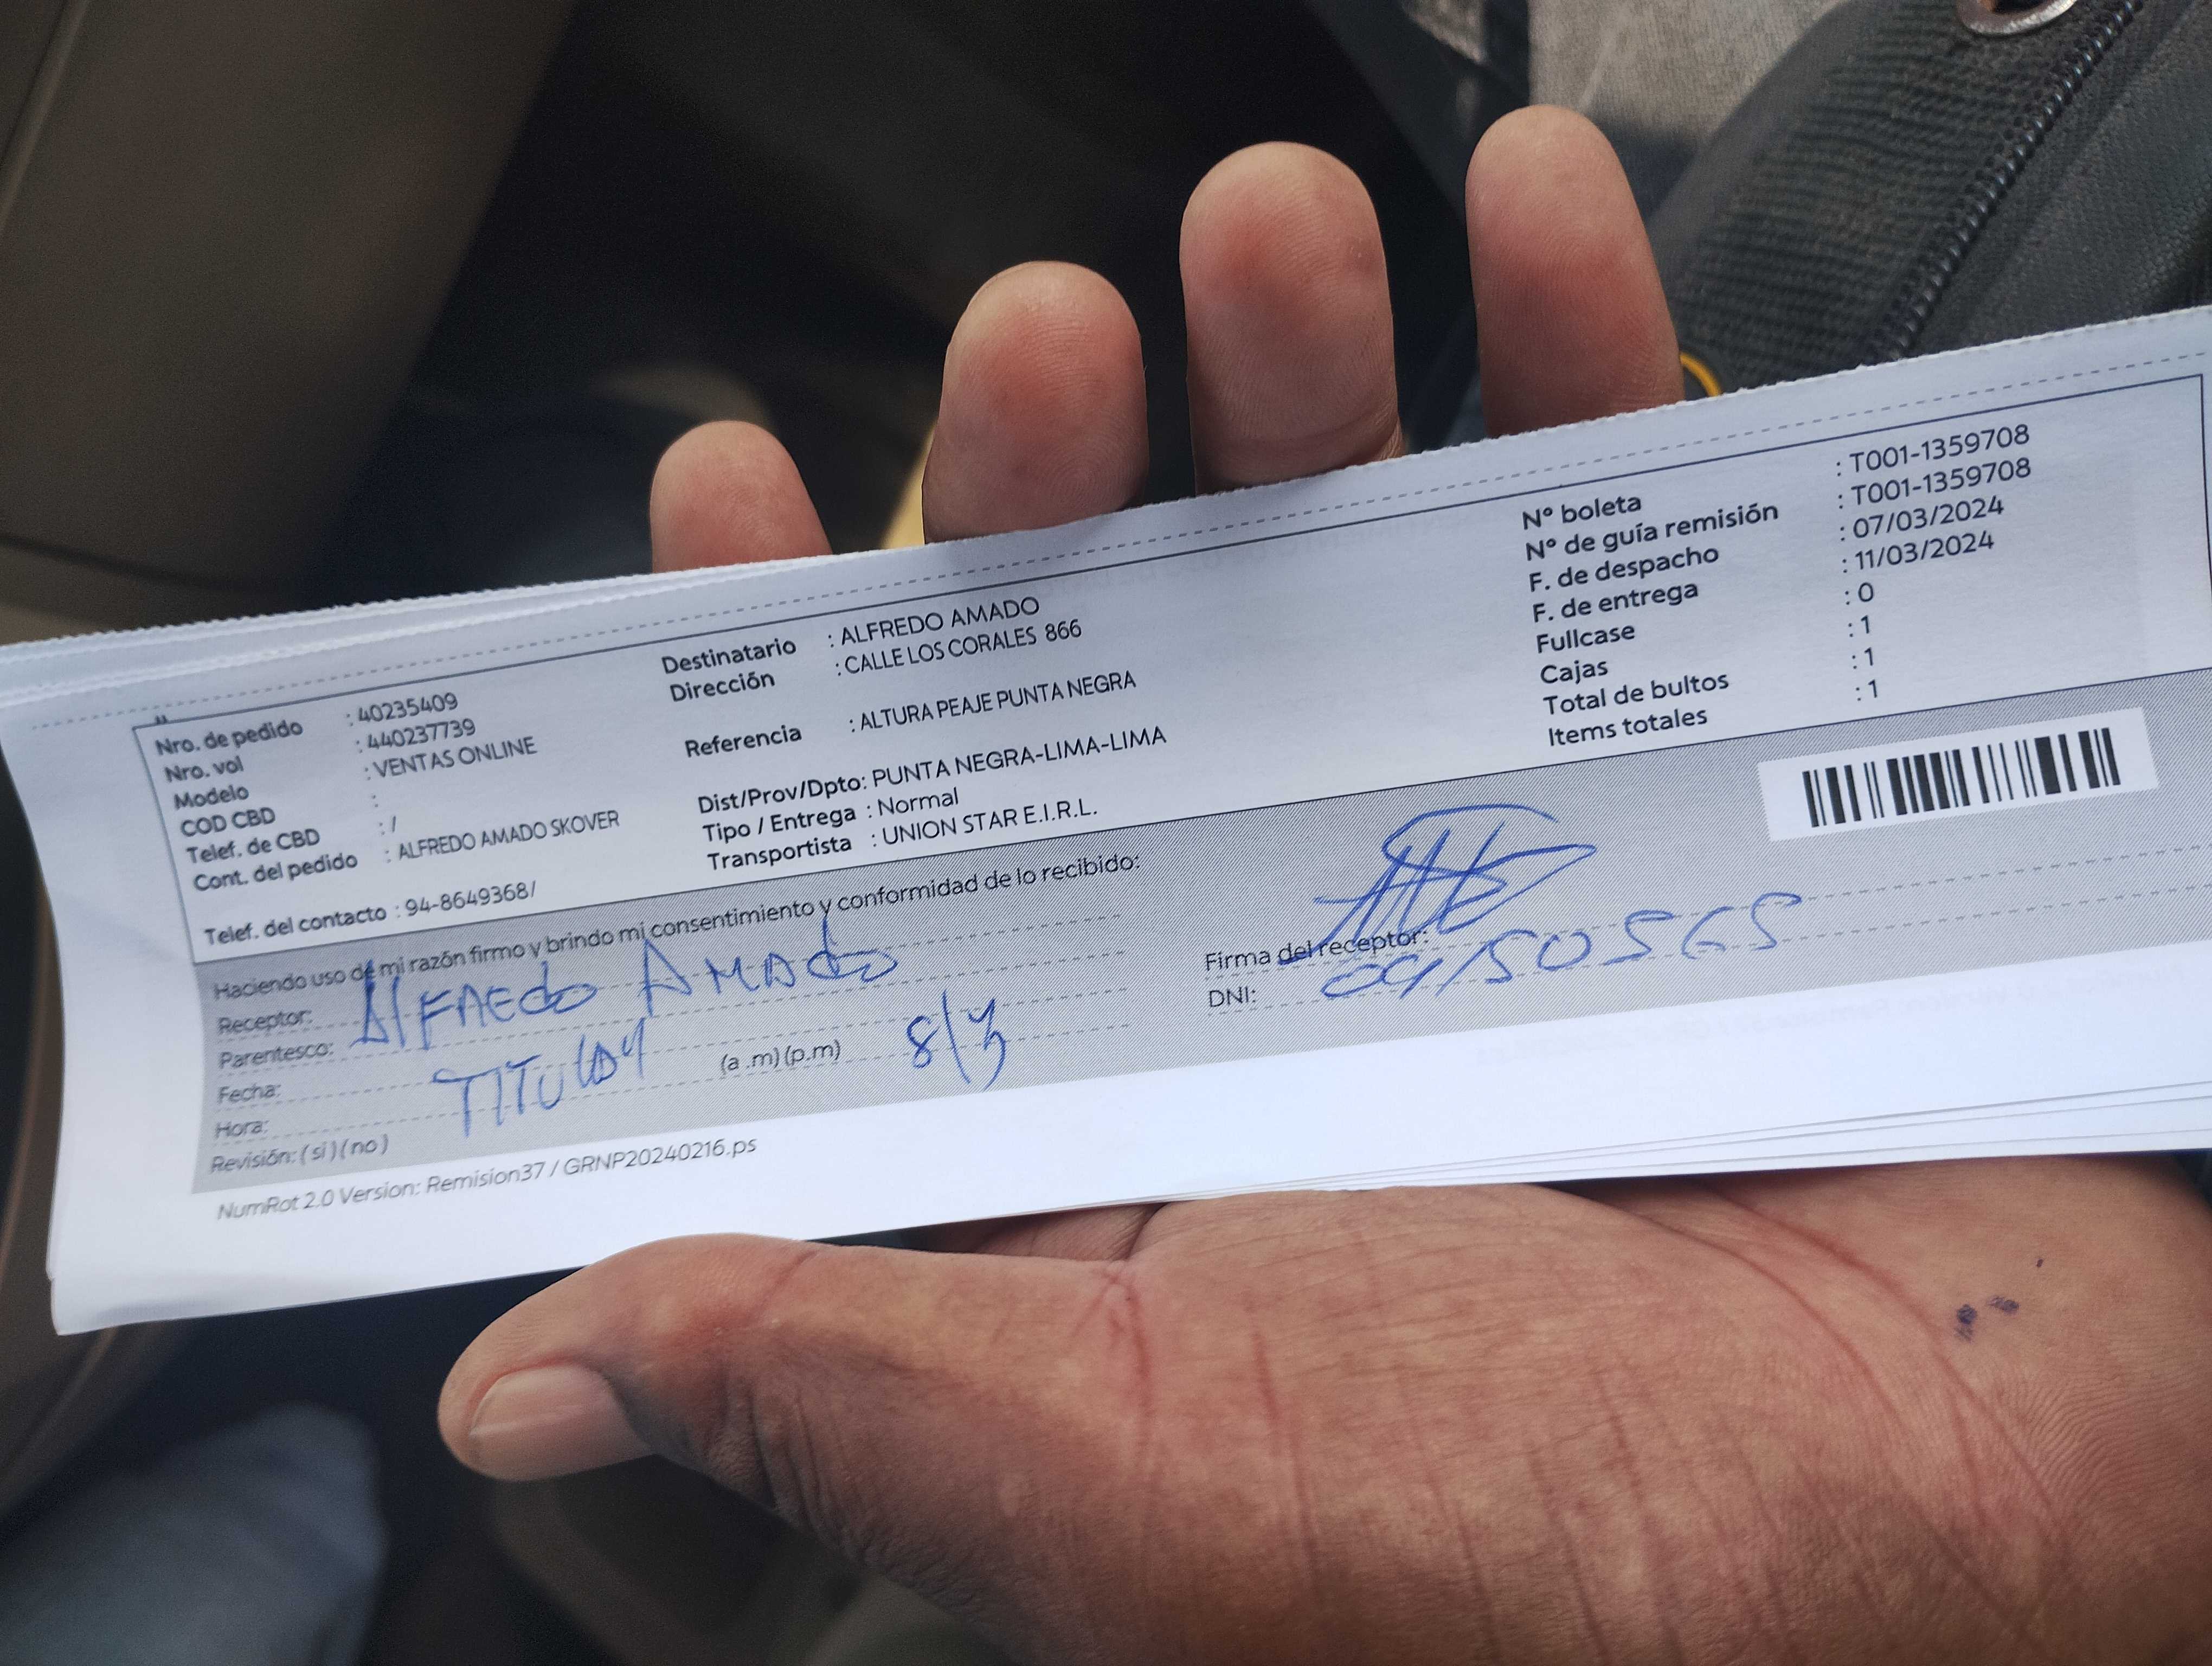 Nro. de pedido : 40235409
Nro. vol : 440237739
Modelo : VENTAS ONLINE
COD CBD :
Telef. de CBD : /
Cont. del pedido : ALFREDO AMADO SKOVER
Telef. del contacto : 94-8649368/
Destinatario : ALFREDO AMADO
Dirección : CALLE LOS CORALES 866
Referencia : ALTURA PEAJE PUNTA NEGRA
Dist/Prov/Dpto: PUNTA NEGRA-LIMA-LIMA
Tipo / Entrega : Normal
Transportista : UNION STAR E.I.R.L.
Nº boleta : T001-1359708
Nº de guía remisión : T001-1359708
F. de despacho : 07/03/2024
F. de entrega : 11/03/2024
Fullcase : 0
Cajas : 1
Total de bultos : 1
Items totales : 1
Haciendo uso de mi razón firmo y brindo mi consentimiento y conformidad de lo recibido:
Receptor: Alfredo Amado
Parentesco: Titular
Fecha: 8/3
Hora: (a .m) (p.m)
Revisión: ( si ) ( no )
Firma del receptor:
DNI:
NumRot 2.0 Version: Remision37 / GRNP20240216.ps